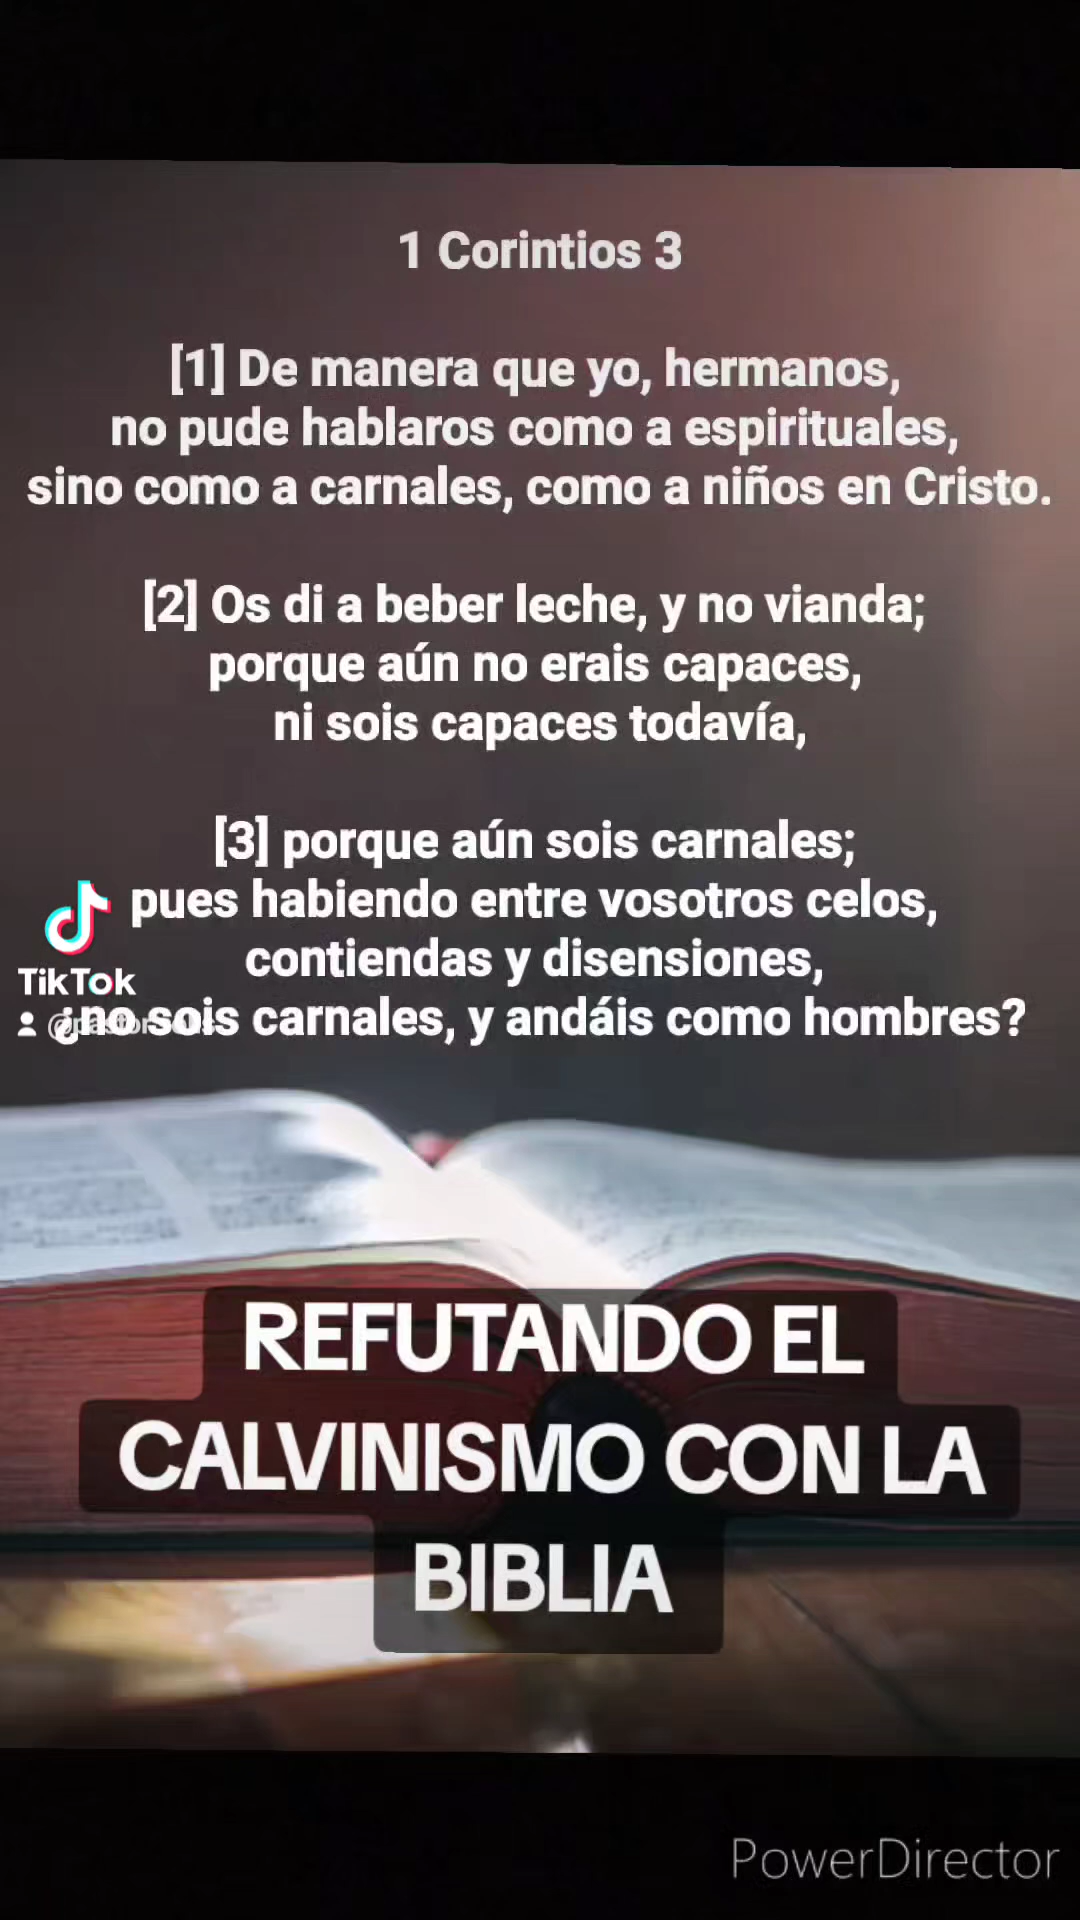 1 Corintios 3
[1] De manera que yo, hermanos,
no pude hablaros como a espirituales,
sino como a carnales, como a niños en Cristo.
[2] Os di a beber leche, y no vianda;
porque aún no erais capaces,
ni sois capaces todavía,
[3] porque aún sois carnales;
pues habiendo entre vosotros celos,
contiendas y disensiones,
¿no sois carnales, y andáis como hombres?
TikTok
REFUTANDO EL
CALVINISMO CON LA
BIBLIA
PowerDirector